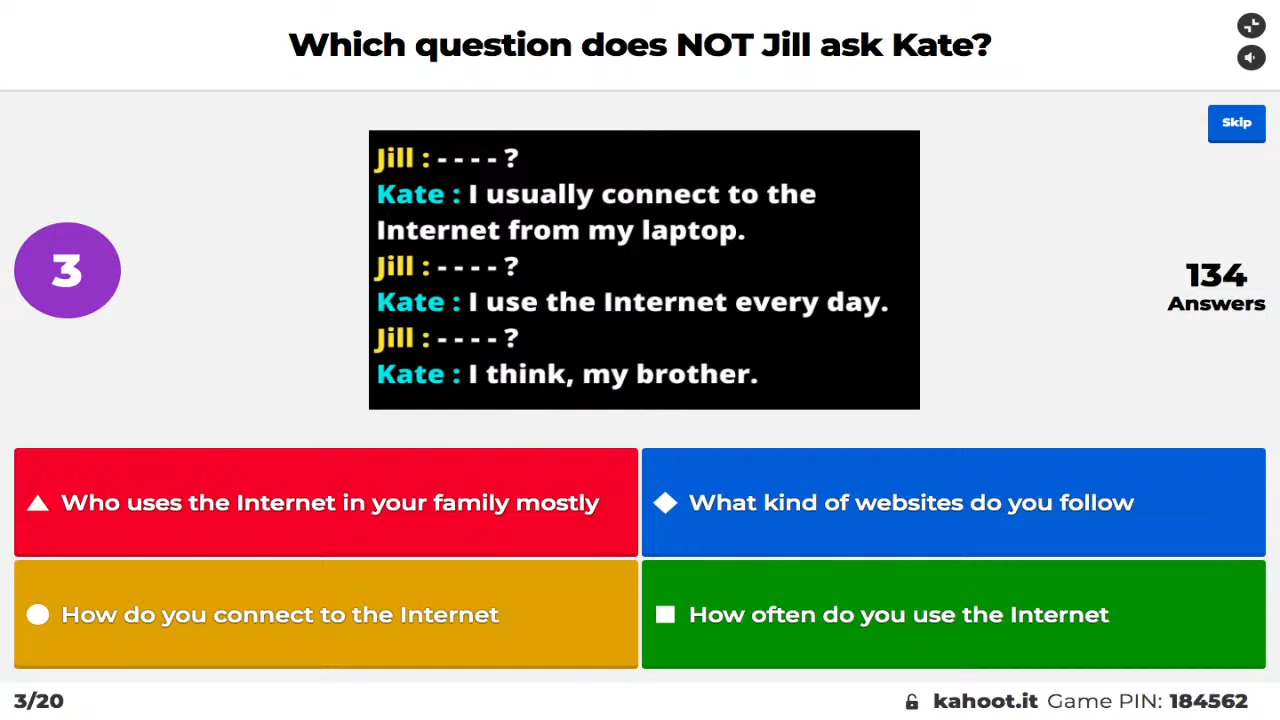 Which question does NOT Jill ask Kate?
Skip
Jill : - - - - ?
Kate : I usually connect to the
Internet from my laptop.
Jill : - - - - ?
Kate : I use the Internet every day.
Jill : - - - - ?
Kate : I think, my brother.
3
134
Answers
Who uses the Internet in your family mostly
What kind of websites do you follow
How do you connect to the Internet
How often do you use the Internet
3/20
kahoot.it Game PIN: 184562